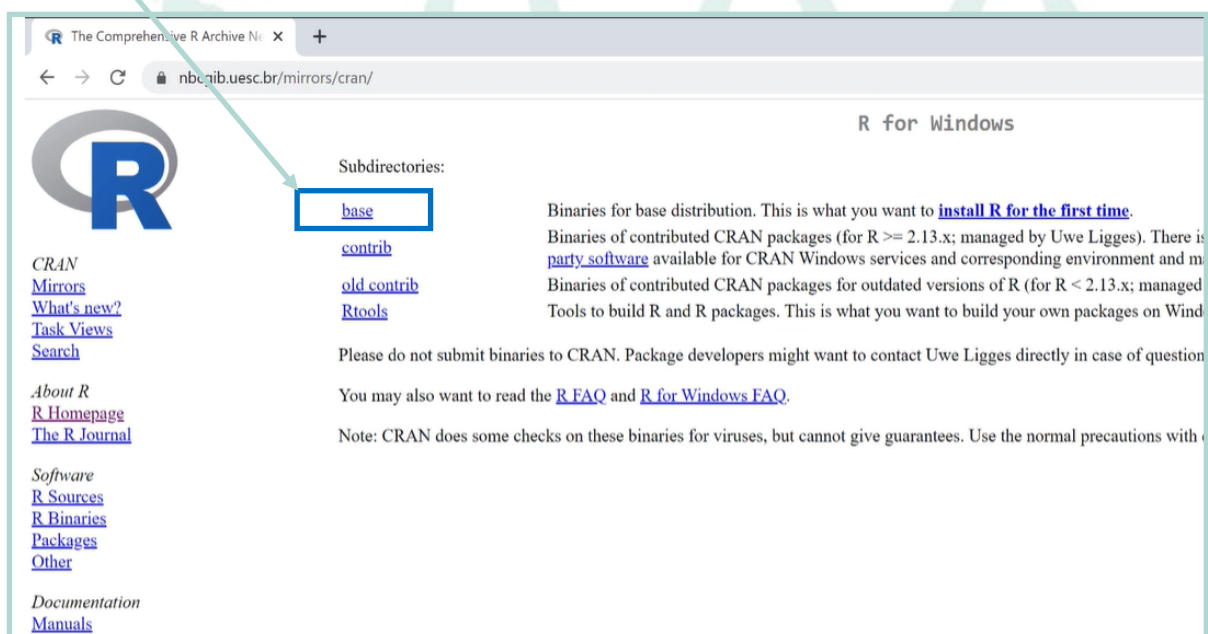 The Comprehensive R Archive Ne
nbcgib.uesc.br/mirrors/cran/
R
R for Windows
Subdirectories:
base Binaries for base distribution. This is what you want to install R for the first time.
contrib Binaries of contributed CRAN packages (for R >= 2.13.x; managed by Uwe Ligges). There is
party software available for CRAN Windows services and corresponding environment and m
old contrib Binaries of contributed CRAN packages for outdated versions of R (for R < 2.13.x; managed
Rtools Tools to build R and R packages. This is what you want to build your own packages on Wind
Please do not submit binaries to CRAN. Package developers might want to contact Uwe Ligges directly in case of question
You may also want to read the R FAQ and R for Windows FAQ.
Note: CRAN does some checks on these binaries for viruses, but cannot give guarantees. Use the normal precautions with
CRAN
Mirrors
What's new?
Task Views
Search
About R
R Homepage
The R Journal
Software
R Sources
R Binaries
Packages
Other
Documentation
Manuals